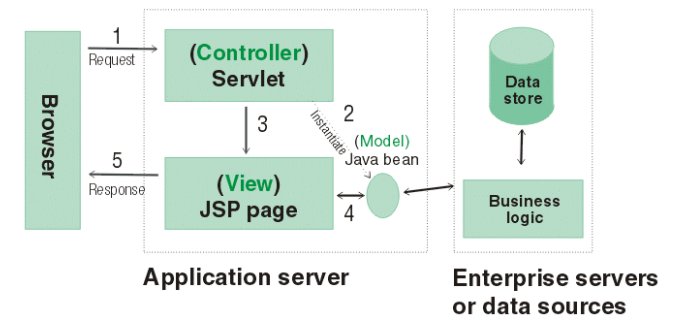 1
Request
(Controller)
Servlet
Browser
3
2
Instantiate
(Model)
Java bean
5
Response
(View)
JSP page
4
Data
store
Business
logic
Application server
Enterprise servers
or data sources